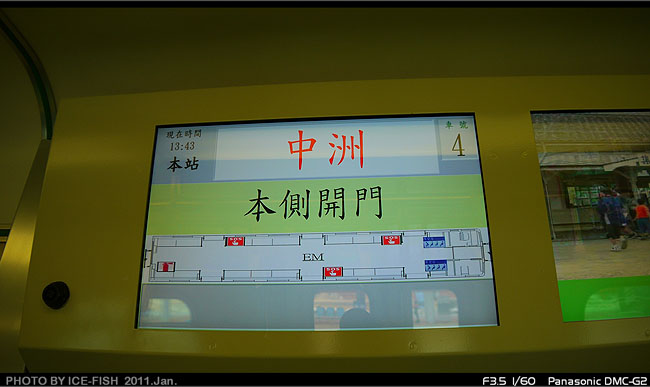 現在時間
13:43
本站
中洲
車號
4
本側開門
EM
PHOTO BY ICE-FISH 2011.Jan.
F3.5 1/60 Panasonic DMC-G2